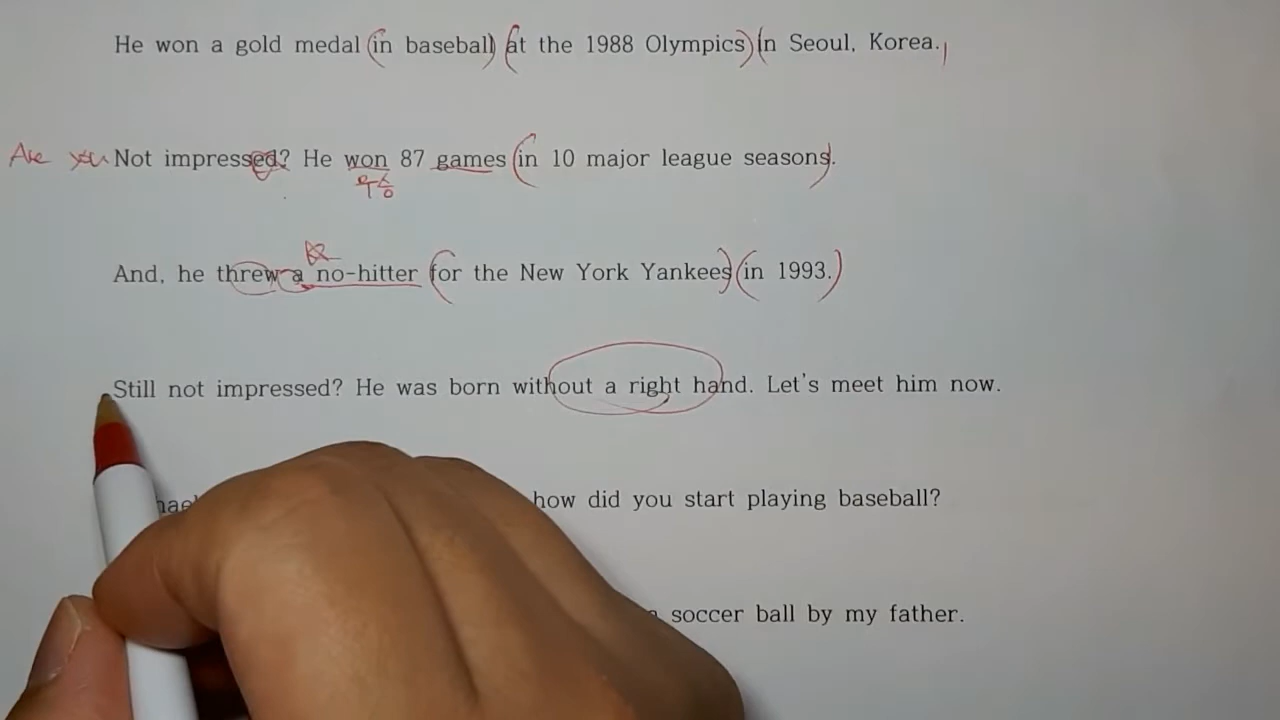 He won a gold medal in baseball at the 1988 Olympics in Seoul, Korea.
Are you Not impressed? He won 87 games in 10 major league seasons.
우승
And, he threw a no-hitter for the New York Yankees in 1993.
Still not impressed? He was born without a right hand. Let's meet him now.
how did you start playing baseball?
soccer ball by my father.